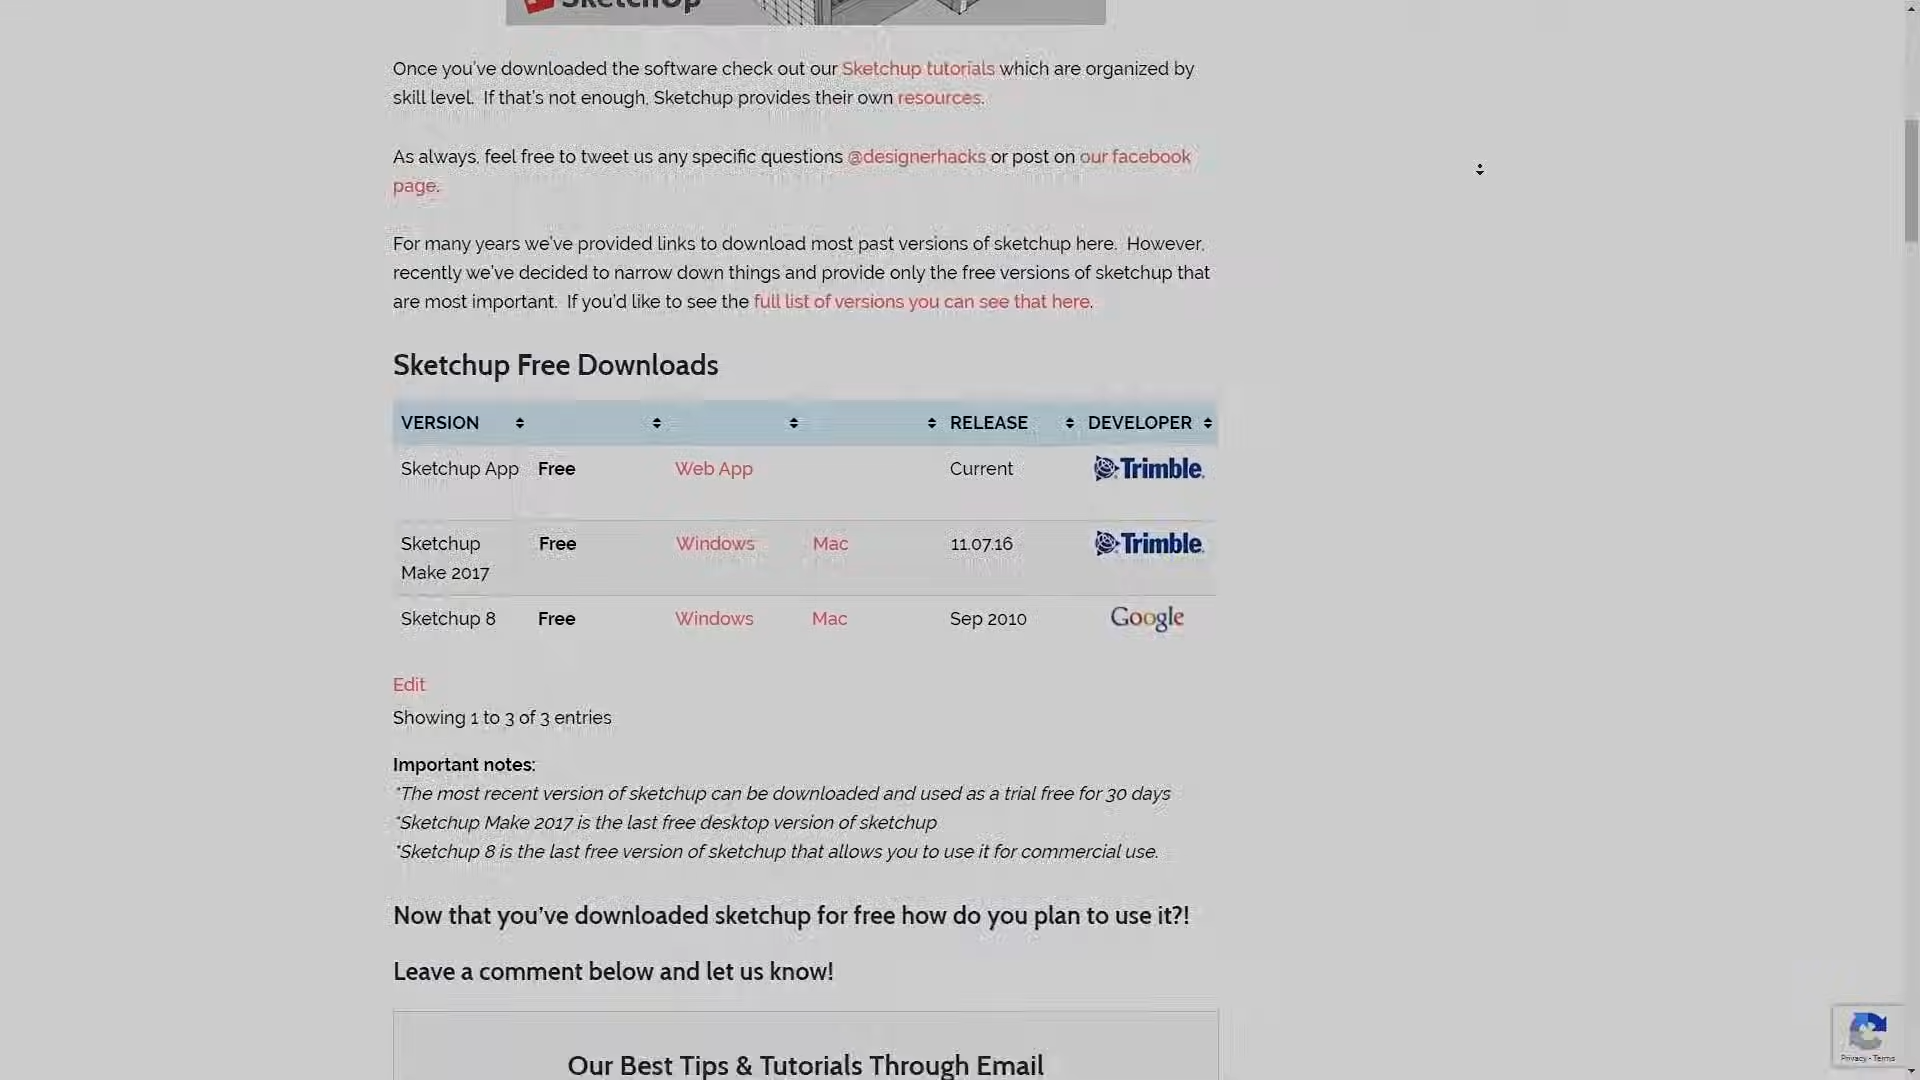 SketchUp
Once you've downloaded the software check out our Sketchup tutorials which are organized by
skill level.  If that's not enough, Sketchup provides their own resources.
As always, feel free to tweet us any specific questions @designerhacks or post on our facebook
page.
For many years we've provided links to download most past versions of sketchup here.  However,
recently we've decided to narrow down things and provide only the free versions of sketchup that
are most important.  If you'd like to see the full list of versions you can see that here.
Sketchup Free Downloads
VERSION RELEASE DEVELOPER
Sketchup App Free Web App Current Trimble
Sketchup Free Windows Mac 11.07.16 Trimble
Make 2017
Sketchup 8 Free Windows Mac Sep 2010 Google
Edit
Showing 1 to 3 of 3 entries
Important notes:
*The most recent version of sketchup can be downloaded and used as a trial free for 30 days
*Sketchup Make 2017 is the last free desktop version of sketchup
*Sketchup 8 is the last free version of sketchup that allows you to use it for commercial use.
Now that you've downloaded sketchup for free how do you plan to use it?!
Leave a comment below and let us know!
Our Best Tips & Tutorials Through Email
Privacy - Terms